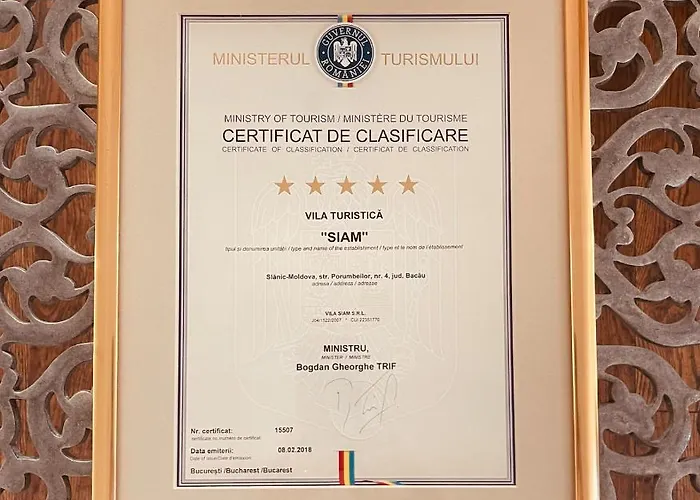 MINISTERUL TURISMULUI
GUVERNUL ROMÂNIEI
MINISTRY OF TOURISM / MINISTÈRE DU TOURISME
CERTIFICAT DE CLASIFICARE
CERTIFICATE OF CLASSIFICATION / CERTIFICAT DE CLASSIFICATION
VILA TURISTICĂ
"SIAM"
tipul și denumirea unității / type and name of the establishment / type et le nom de l'établissement
Slănic-Moldova, str. Porumbeilor, nr. 4, jud. Bacău
adresa / address / adresse
VILA SIAM S.R.L.
MINISTRU,
MINISTER / MINISTRE
Bogdan Gheorghe TRIF
Nr. certificat: 15507
Data emiterii: 08.02.2018
București /Bucharest /Bucarest